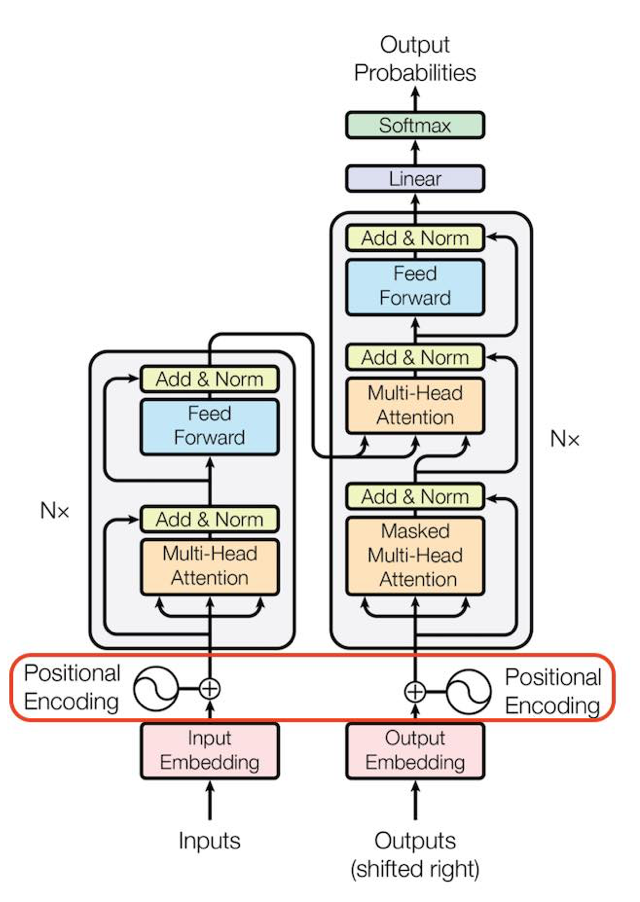 Output
Probabilities
Softmax
Linear
Add & Norm
Feed
Forward
Add & Norm
Multi-Head
Attention
Add & Norm
Masked
Multi-Head
Attention
N×
Add & Norm
Feed
Forward
Add & Norm
Multi-Head
Attention
N×
Positional
Encoding
Positional
Encoding
Input
Embedding
Output
Embedding
Inputs
Outputs
(shifted right)